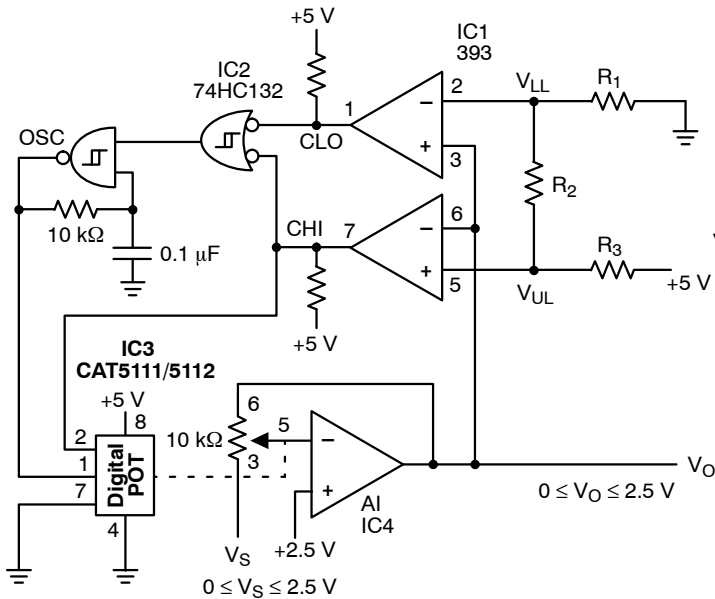 +5 V
IC1
393
IC2
74HC132
OSC
1
CLO
2
3
V_LL
R1
R2
R3
+5 V
V_UL
10 kΩ
0.1 μF
CHI
7
6
5
+5 V
IC3
CAT5111/5112
+5 V
8
2
1
7
4
Digital
POT
10 kΩ
6
5
3
AI
IC4
+2.5 V
V_S
0 ≤ V_S ≤ 2.5 V
V_O
0 ≤ V_O ≤ 2.5 V